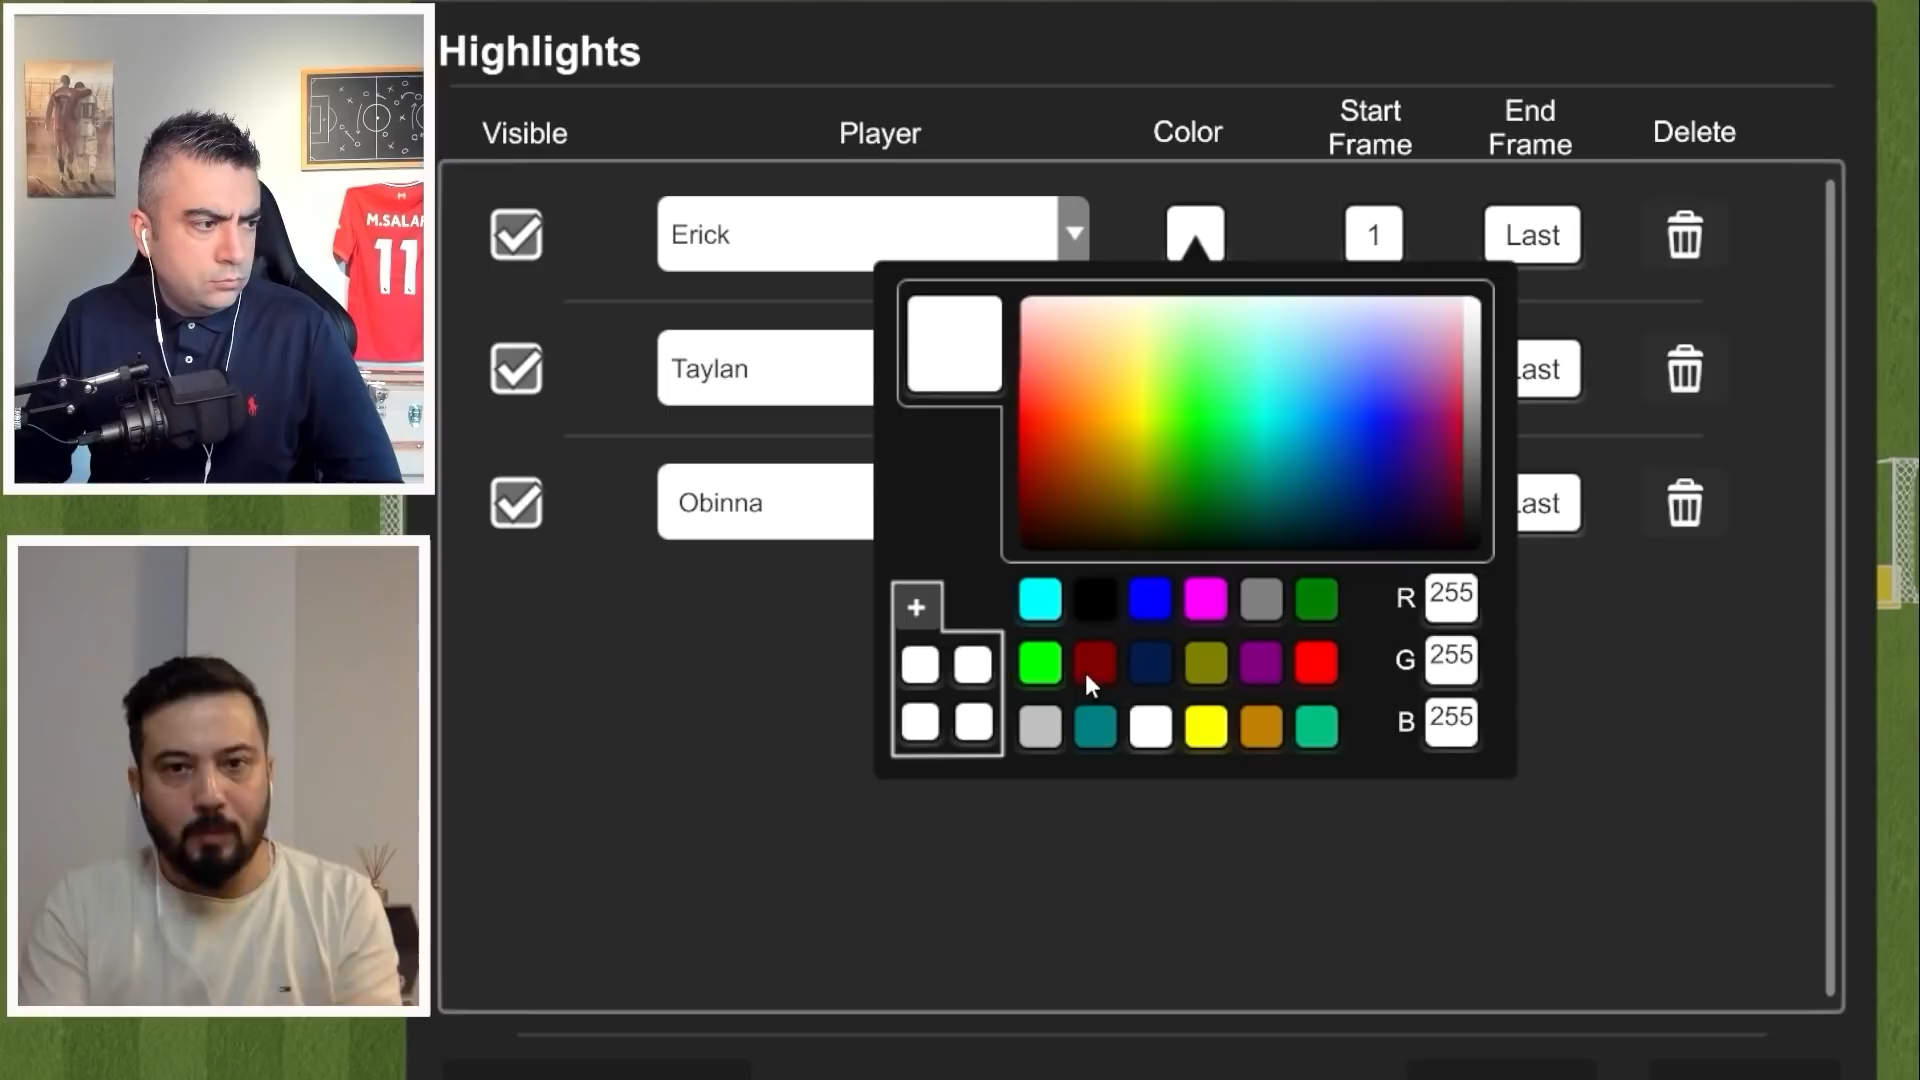 Highlights
Visible
Player
Color
Start
Frame
End
Frame
Delete
Erick
1
Last
Taylan
ast
Obinna
ast
+
R 255
G 255
B 255
M.SALAH
11